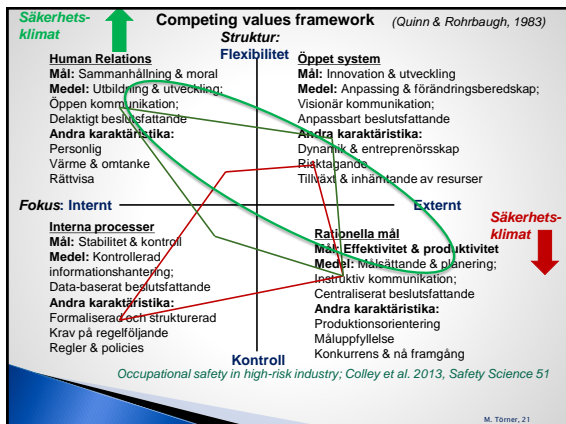 Säkerhets-
klimat
Competing values framework (Quinn & Rohrbaugh, 1983)
Struktur:
Flexibilitet
Human Relations
Mål: Sammanhållning & moral
Medel: Utbildning & utveckling;
Öppen kommunikation;
Delaktigt beslutsfattande
Andra karaktäristika:
Personlig
Värme & omtanke
Rättvisa
Öppet system
Mål: Innovation & utveckling
Medel: Anpassing & förändringsberedskap;
Visionär kommunikation;
Anpassbart beslutsfattande
Andra karaktäristika:
Dynamik & entreprenörsskap
Risktagande
Tillväxt & inhämtande av resurser
Fokus: Internt
Externt
Säkerhets-
klimat
Interna processer
Mål: Stabilitet & kontroll
Medel: Kontrollerad
informationshantering;
Data-baserat beslutsfattande
Andra karaktäristika:
Formaliserad och strukturerad
Krav på regelföljande
Regler & policies
Rationella mål
Mål: Effektivitet & produktivitet
Medel: Målsättande & planering;
Instruktiv kommunikation;
Centraliserat beslutsfattande
Andra karaktäristika:
Produktionsorientering
Måluppfyllelse
Konkurrens & nå framgång
Kontroll
Occupational safety in high-risk industry; Colley et al. 2013, Safety Science 51
M. Törner, 21